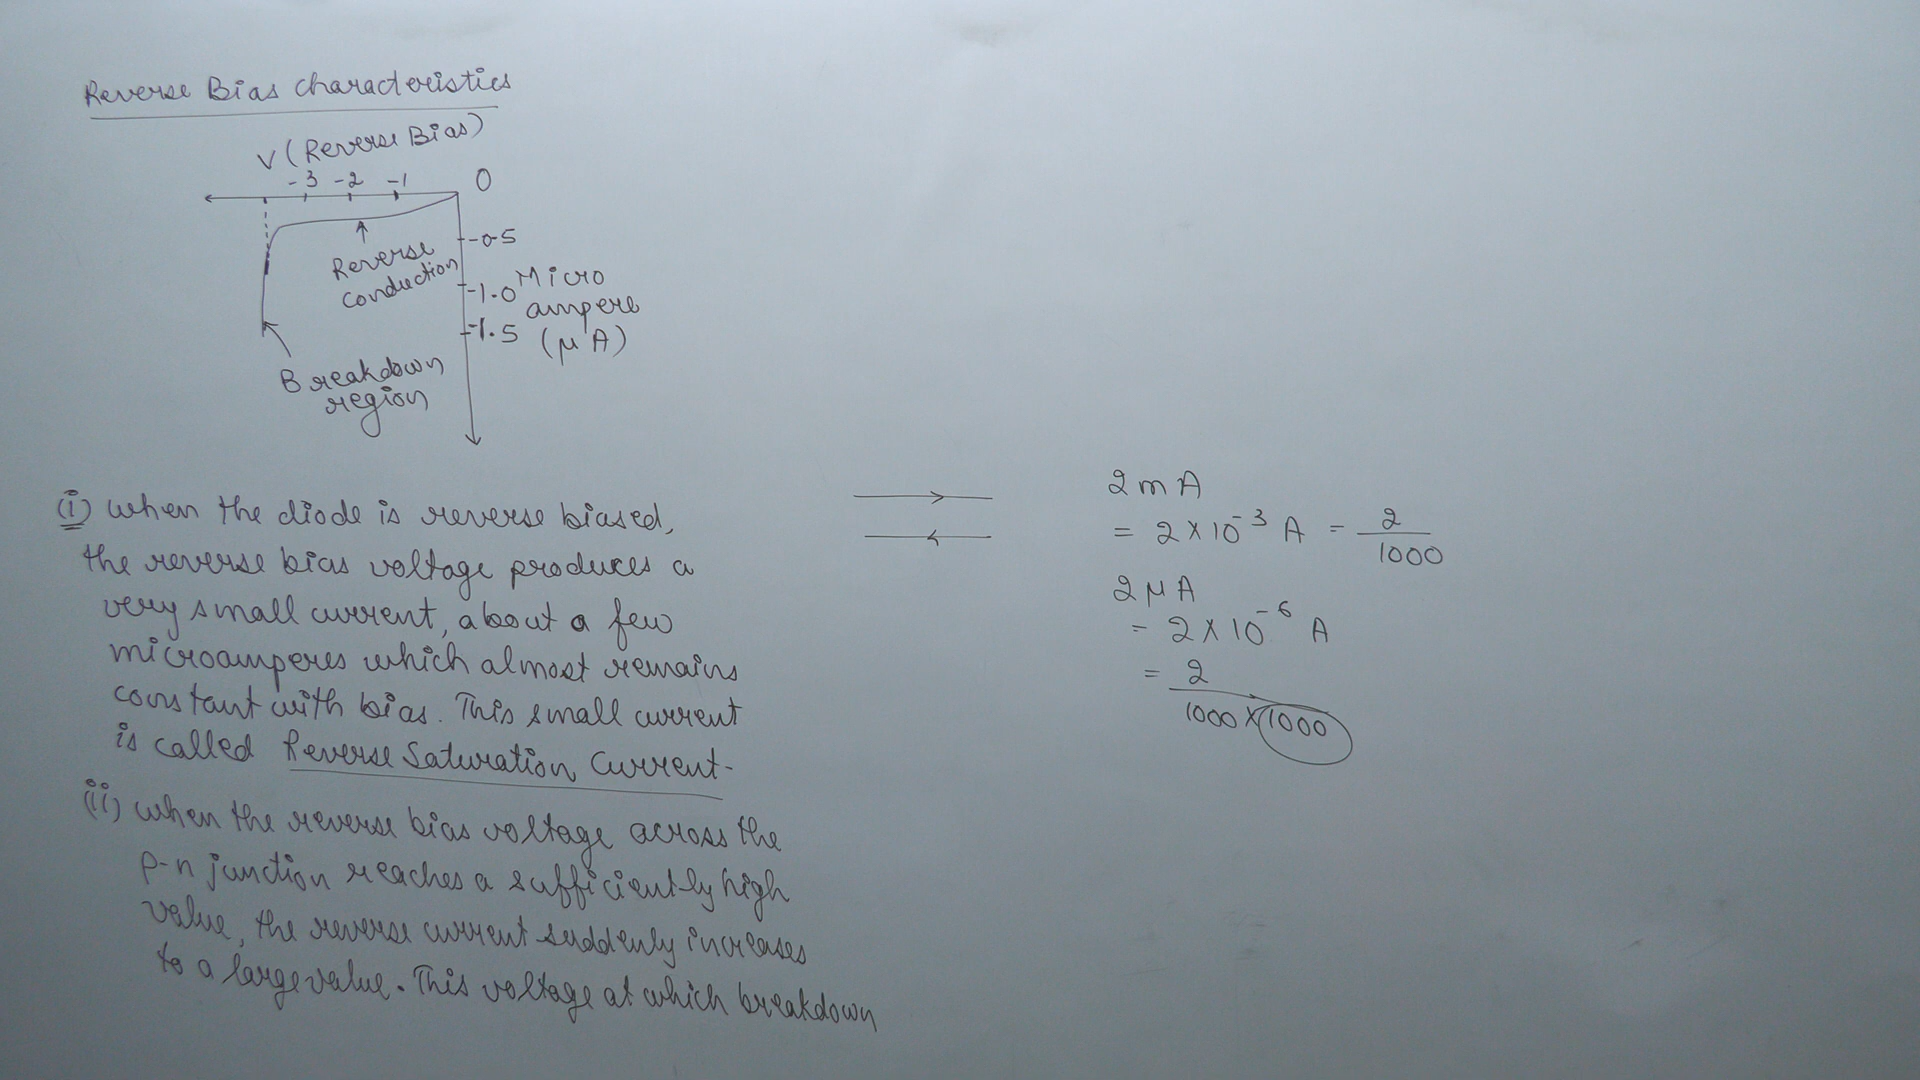 Reverse Bias characteristics
V (Reverse Bias)
-3 -2 -1 0
-0.5
Reverse
conduction
-1.0
Micro
ampere
(μA)
-1.5
Breakdown
region
(i) when the diode is reverse biased,
the reverse bias voltage produces a
very small current, about a few
microamperes which almost remains
constant with bias. This small current
is called Reverse Saturation Current-
(ii) when the reverse bias voltage across the
p-n junction reaches a sufficiently high
value, the reverse current suddenly increases
to a large value. This voltage at which breakdown
2mA
= 2×10⁻³ A = 2/1000
2μA
= 2×10⁻⁶ A
= 2/1000×1000